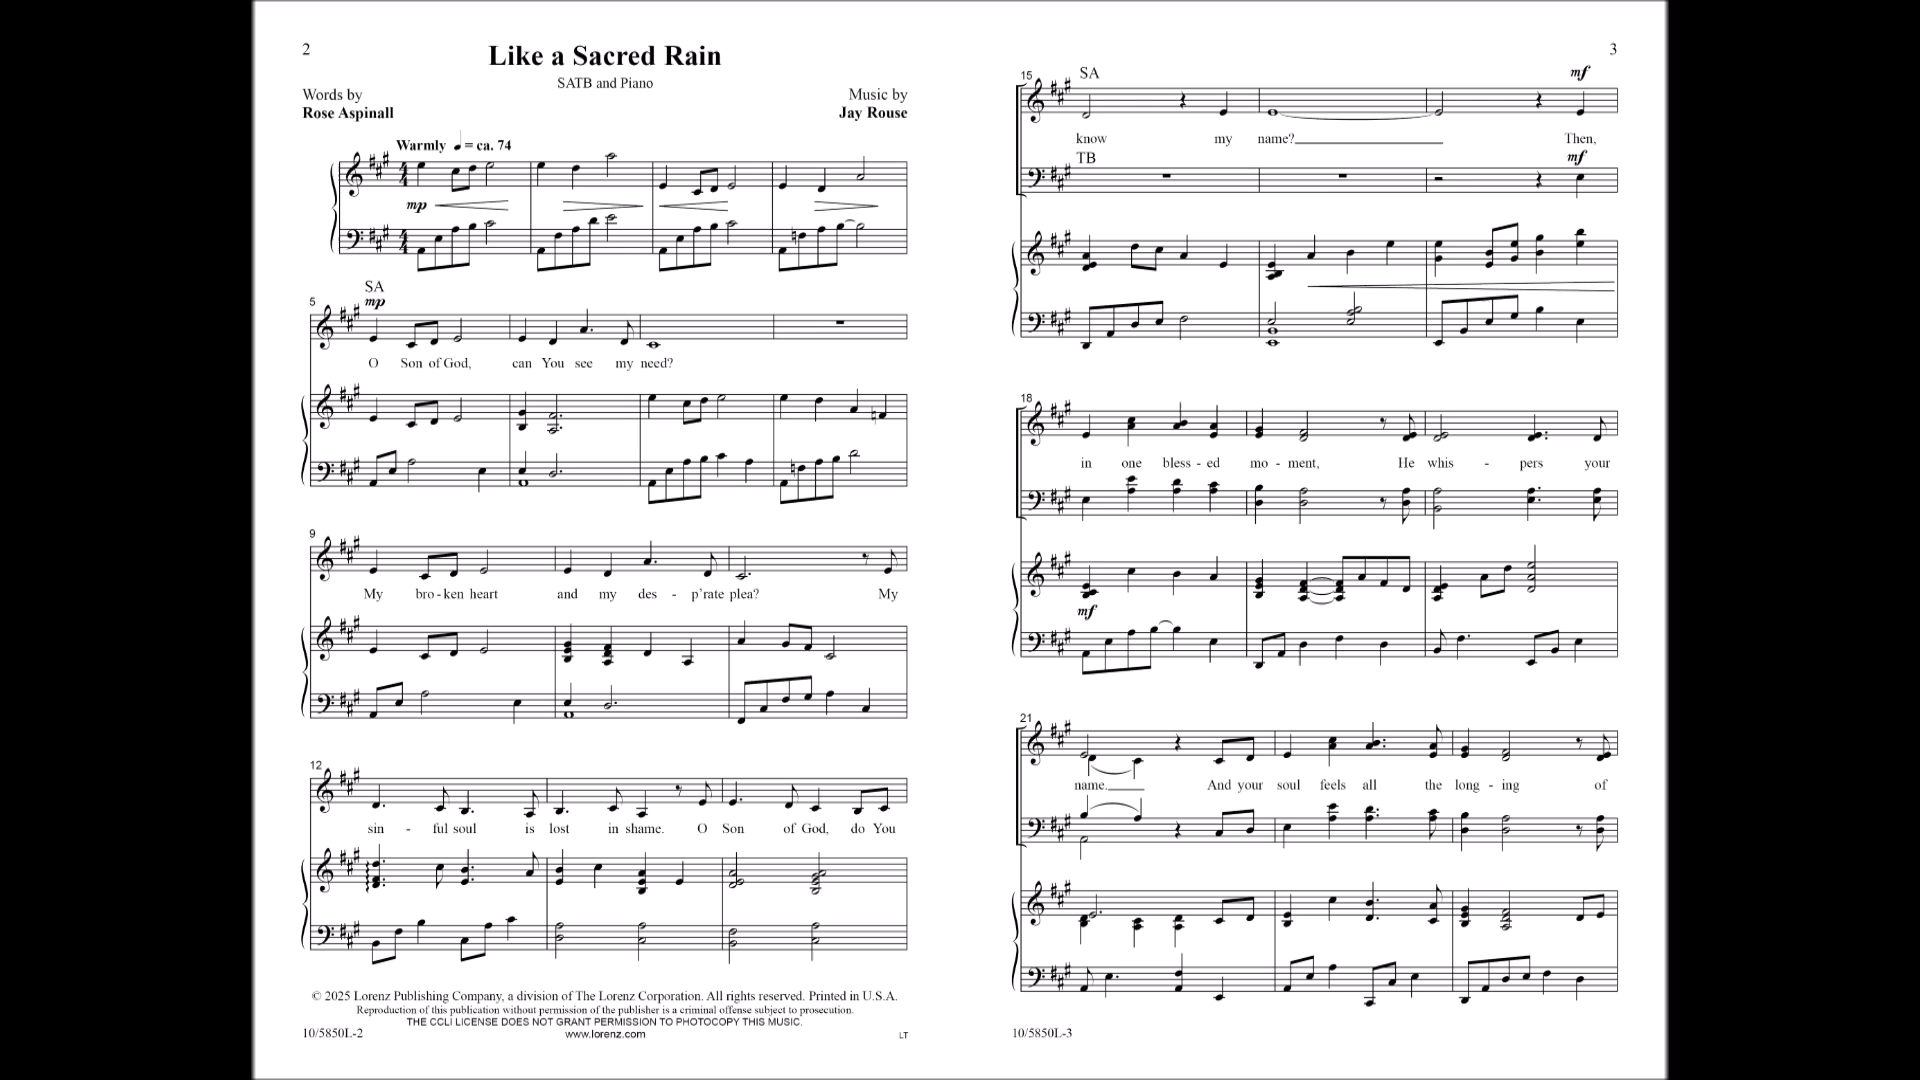 2
Like a Sacred Rain
SATB and Piano
Words by
Rose Aspinall
Music by
Jay Rouse
Warmly ♩ = ca. 74
4
4
4
4
mp
SA
5
mp
O Son of God, can You see my need?
9
My bro - ken heart and my des - p'rate plea? My
12
sin - ful soul is lost in shame. O Son of God, do You
© 2025 Lorenz Publishing Company, a division of The Lorenz Corporation. All rights reserved. Printed in U.S.A.
Reproduction of this publication without permission of the publisher is a criminal offense subject to prosecution.
THE CCLI LICENSE DOES NOT GRANT PERMISSION TO PHOTOCOPY THIS MUSIC.
www.lorenz.com
10/5850L-2
LT
3
15
SA
mf
know my name? Then,
TB
mf
18
in one bless - ed mo - ment, He whis - pers your
mf
21
name. And your soul feels all the long - ing of
10/5850L-3